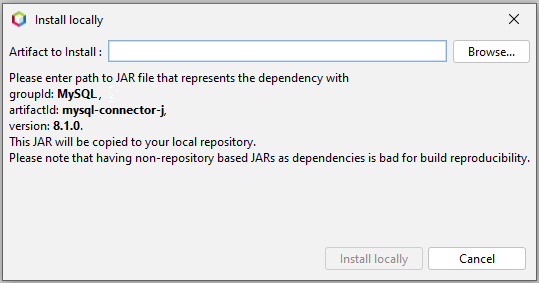 Install locally
Artifact to Install :
Browse...
Please enter path to JAR file that represents the dependency with
groupId: MySQL,
artifactId: mysql-connector-j,
version: 8.1.0.
This JAR will be copied to your local repository.
Please note that having non-repository based JARs as dependencies is bad for build reproducibility.
Install locally
Cancel